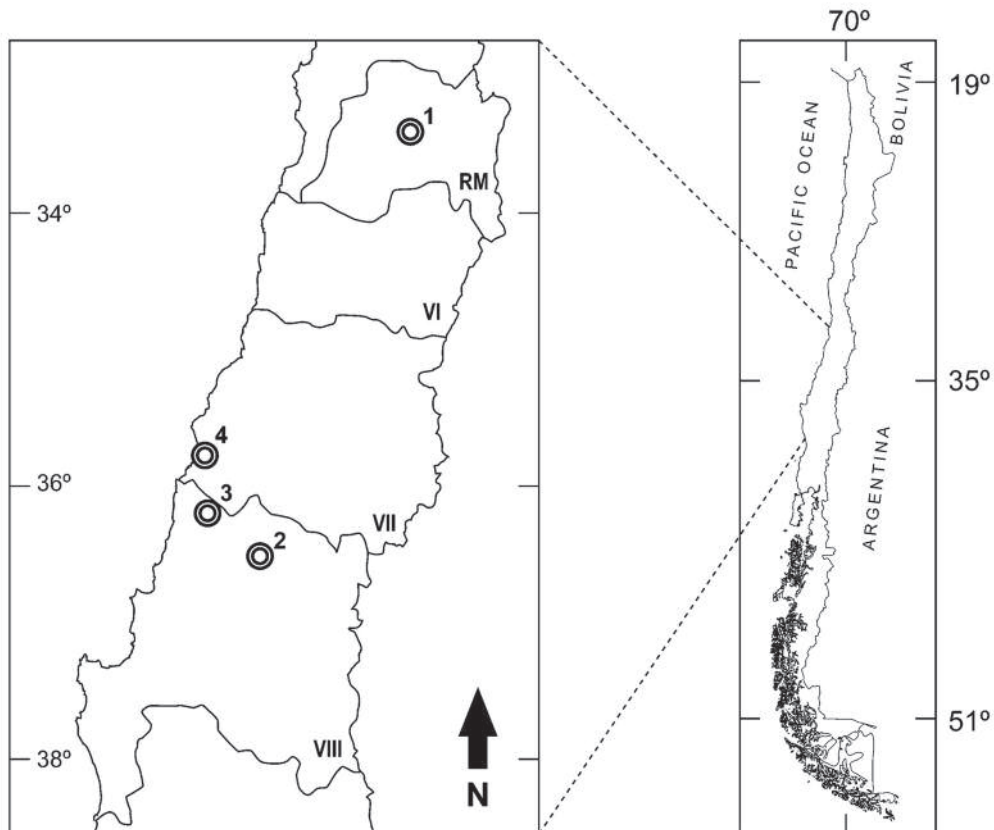 70º
19º
PACIFIC OCEAN
BOLIVIA
1
RM
34º
VI
35º
4
ARGENTINA
36º
3
VII
2
51º
VIII
38º
N